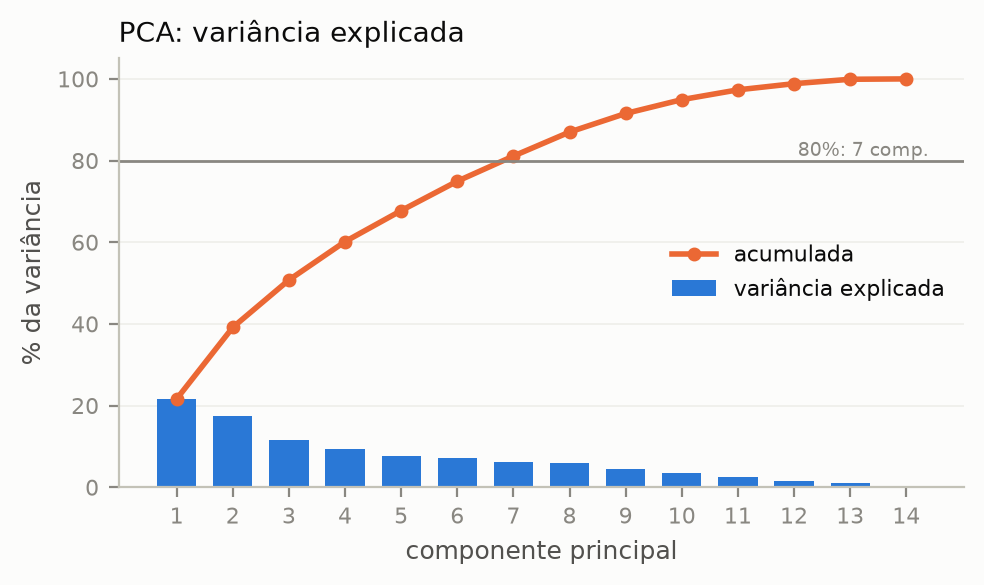 PCA: variância explicada
% da variância
100
80
60
40
20
0
80%: 7 comp.
acumulada
variância explicada
1 2 3 4 5 6 7 8 9 10 11 12 13 14
componente principal